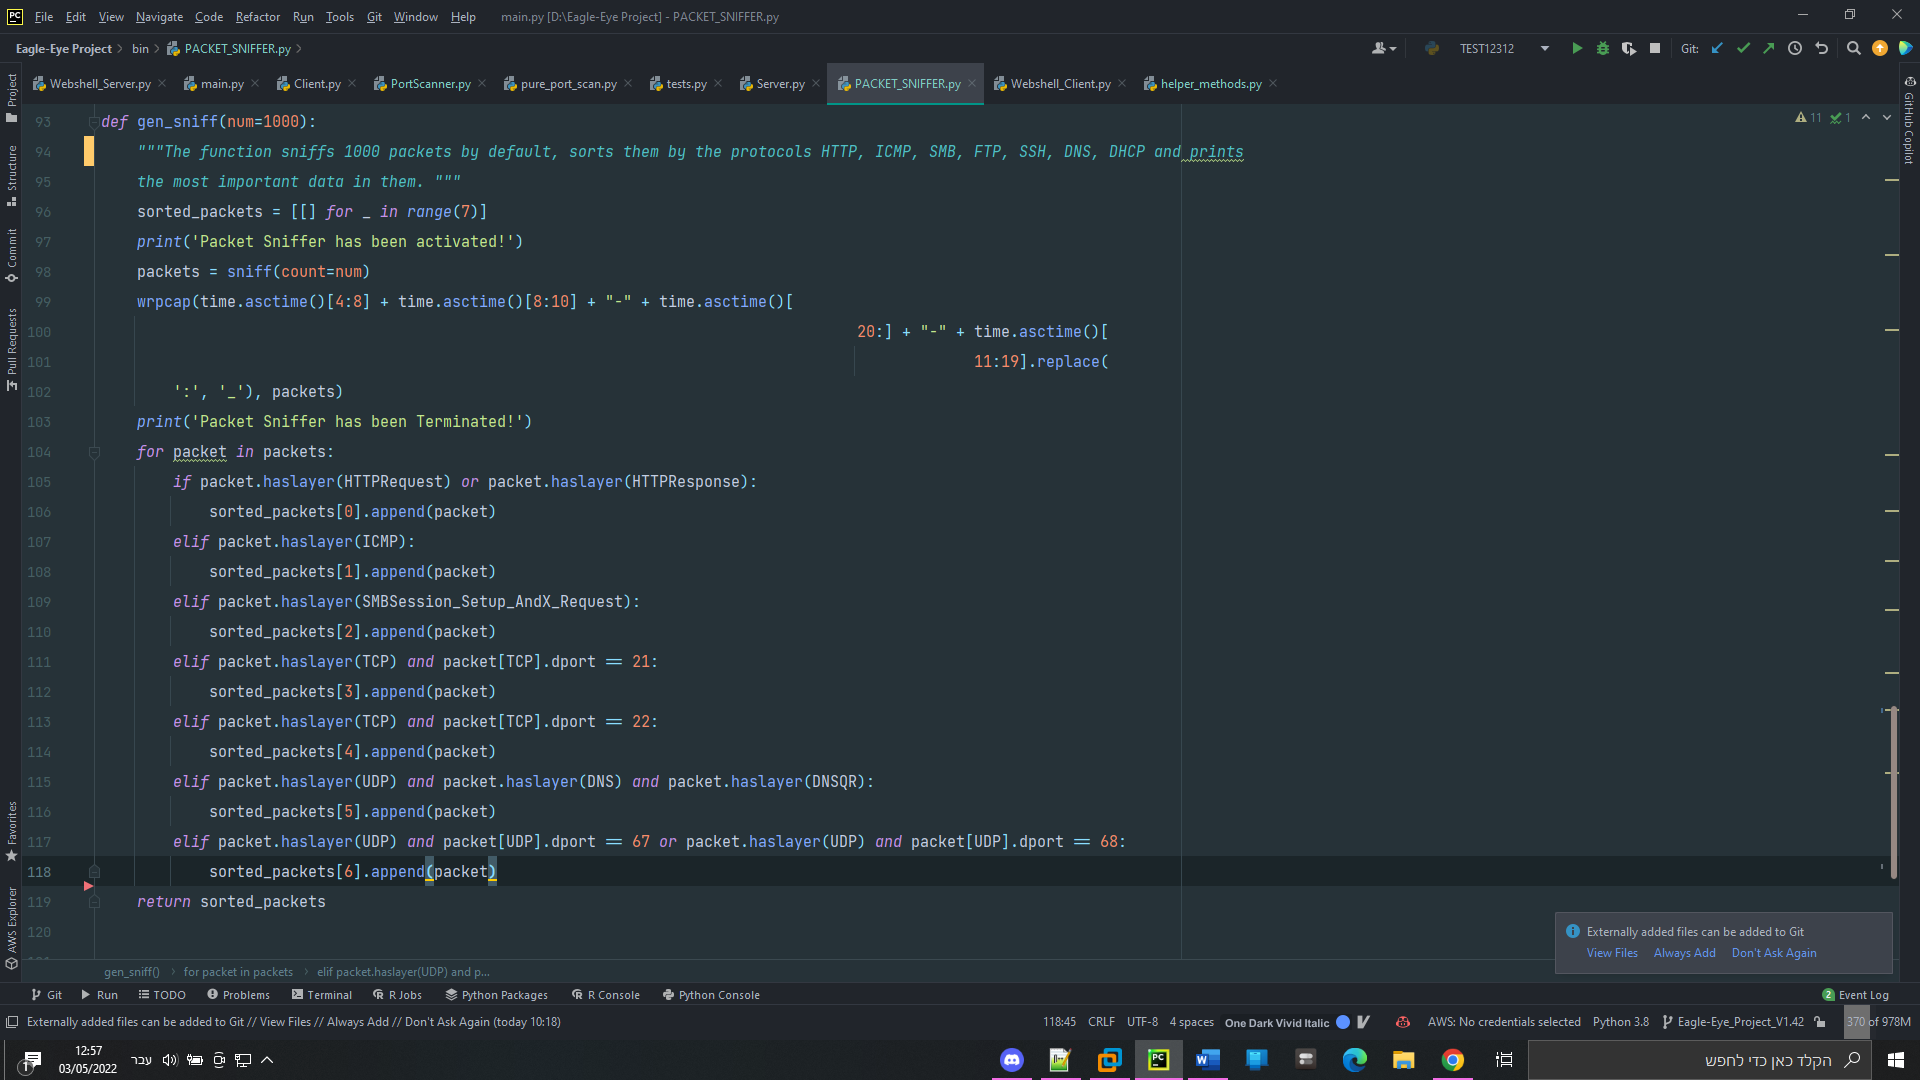 File Edit View Navigate Code Refactor Run Tools Git Window Help main.py [D:\Eagle-Eye Project] - PACKET_SNIFFER.py
Eagle-Eye Project bin PACKET_SNIFFER.py TEST12312 Git:
Webshell_Server.py main.py Client.py PortScanner.py pure_port_scan.py tests.py Server.py PACKET_SNIFFER.py Webshell_Client.py helper_methods.py
Project
Structure
Commit
Pull Requests
Favorites
AWS Explorer
GitHub Copilot
11 1
93 def gen_sniff(num=1000):
94 """The function sniffs 1000 packets by default, sorts them by the protocols HTTP, ICMP, SMB, FTP, SSH, DNS, DHCP and prints
95 the most important data in them. """
96 sorted_packets = [[] for _ in range(7)]
97 print('Packet Sniffer has been activated!')
98 packets = sniff(count=num)
99 wrpcap(time.asctime()[4:8] + time.asctime()[8:10] + "-" + time.asctime()[
100 20:] + "-" + time.asctime()[
101 11:19].replace(
102 ':', '_'), packets)
103 print('Packet Sniffer has been Terminated!')
104 for packet in packets:
105 if packet.haslayer(HTTPRequest) or packet.haslayer(HTTPResponse):
106 sorted_packets[0].append(packet)
107 elif packet.haslayer(ICMP):
108 sorted_packets[1].append(packet)
109 elif packet.haslayer(SMBSession_Setup_AndX_Request):
110 sorted_packets[2].append(packet)
111 elif packet.haslayer(TCP) and packet[TCP].dport == 21:
112 sorted_packets[3].append(packet)
113 elif packet.haslayer(TCP) and packet[TCP].dport == 22:
114 sorted_packets[4].append(packet)
115 elif packet.haslayer(UDP) and packet.haslayer(DNS) and packet.haslayer(DNSQR):
116 sorted_packets[5].append(packet)
117 elif packet.haslayer(UDP) and packet[UDP].dport == 67 or packet.haslayer(UDP) and packet[UDP].dport == 68:
118 sorted_packets[6].append(packet)
119 return sorted_packets
120
Externally added files can be added to Git
View Files Always Add Don't Ask Again
gen_sniff() for packet in packets elif packet.haslayer(UDP) and p...
Git Run TODO Problems Terminal R Jobs Python Packages R Console Python Console 2 Event Log
Externally added files can be added to Git // View Files // Always Add // Don't Ask Again (today 10:18) 118:45 CRLF UTF-8 4 spaces One Dark Vivid Italic AWS: No credentials selected Python 3.8 Eagle-Eye_Project_V1.42 370 of 978M
12:57
03/05/2022
1
עבר
הקלד כאן כדי לחפש